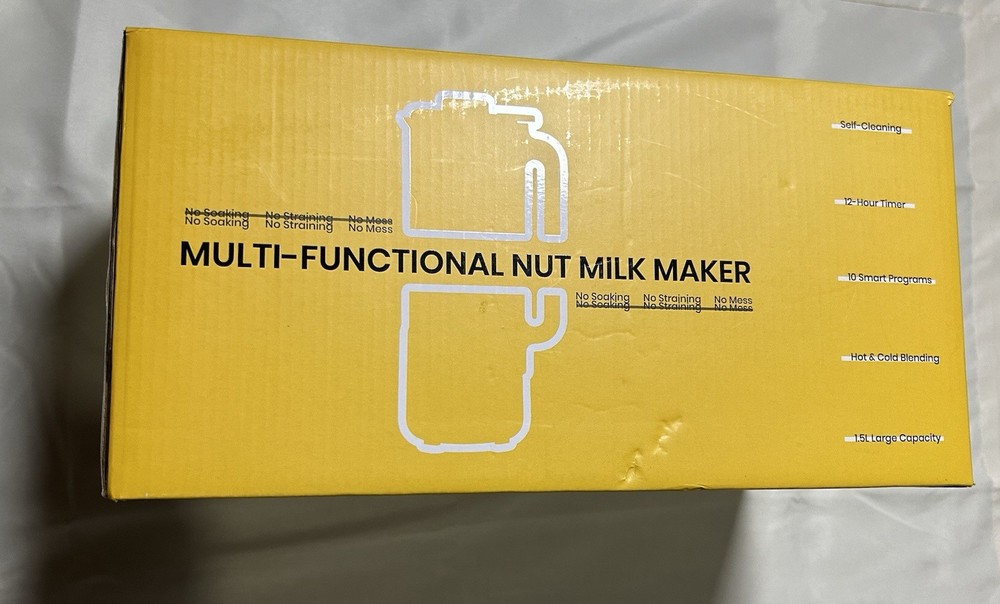 No Soaking No Straining No Mess
No Soaking No Straining No Mess
MULTI-FUNCTIONAL NUT MILK MAKER
No Soaking No Straining No Mess
No Soaking No Straining No Mess
Self-Cleaning
12-Hour Timer
10 Smart Programs
Hot & Cold Blending
1.5L Large Capacity